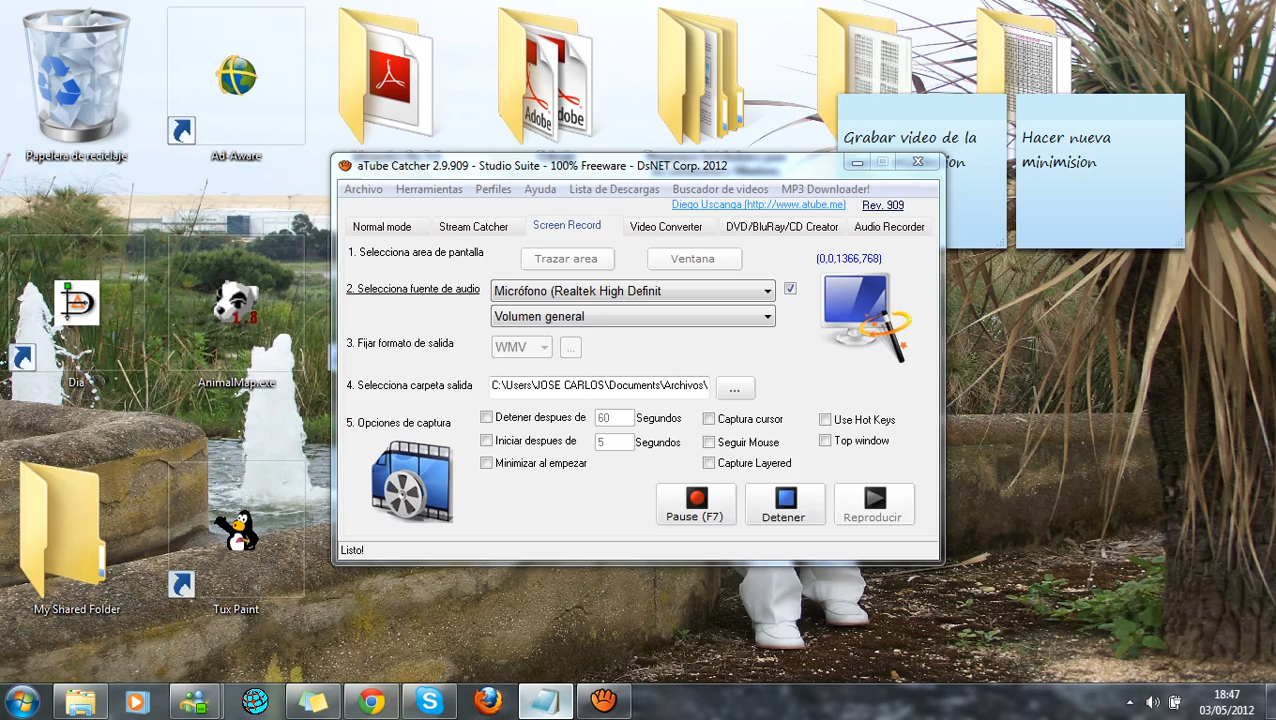 Papelera de reciclaje
Ad-Aware
Adobe
Adobe
Grabar video de la
Hacer nueva
minimision
aTube Catcher 2.9.909 - Studio Suite - 100% Freeware - DsNET Corp. 2012
Archivo Herramientas Perfiles Ayuda Lista de Descargas Buscador de videos MP3 Downloader!
Diego Uscanga [http://www.atube.me] Rev. 909
Normal mode Stream Catcher Screen Record Video Converter DVD/BluRay/CD Creator Audio Recorder
1. Selecciona area de pantalla Trazar area Ventana (0,0,1366,768)
2. Selecciona fuente de audio Micrófono (Realtek High Definit
Volumen general
3. Fijar formato de salida WMV ...
4. Selecciona carpeta salida C:\Users\JOSE CARLOS\Documents\Archivos\ ...
5. Opciones de captura Detener despues de 60 Segundos Captura cursor Use Hot Keys
Iniciar despues de 5 Segundos Seguir Mouse Top window
Minimizar al empezar Capture Layered
Pause (F7) Detener Reproducir
Listo!
Dia
AnimalMap.exe
1.8
My Shared Folder
Tux Paint
18:47
03/05/2012